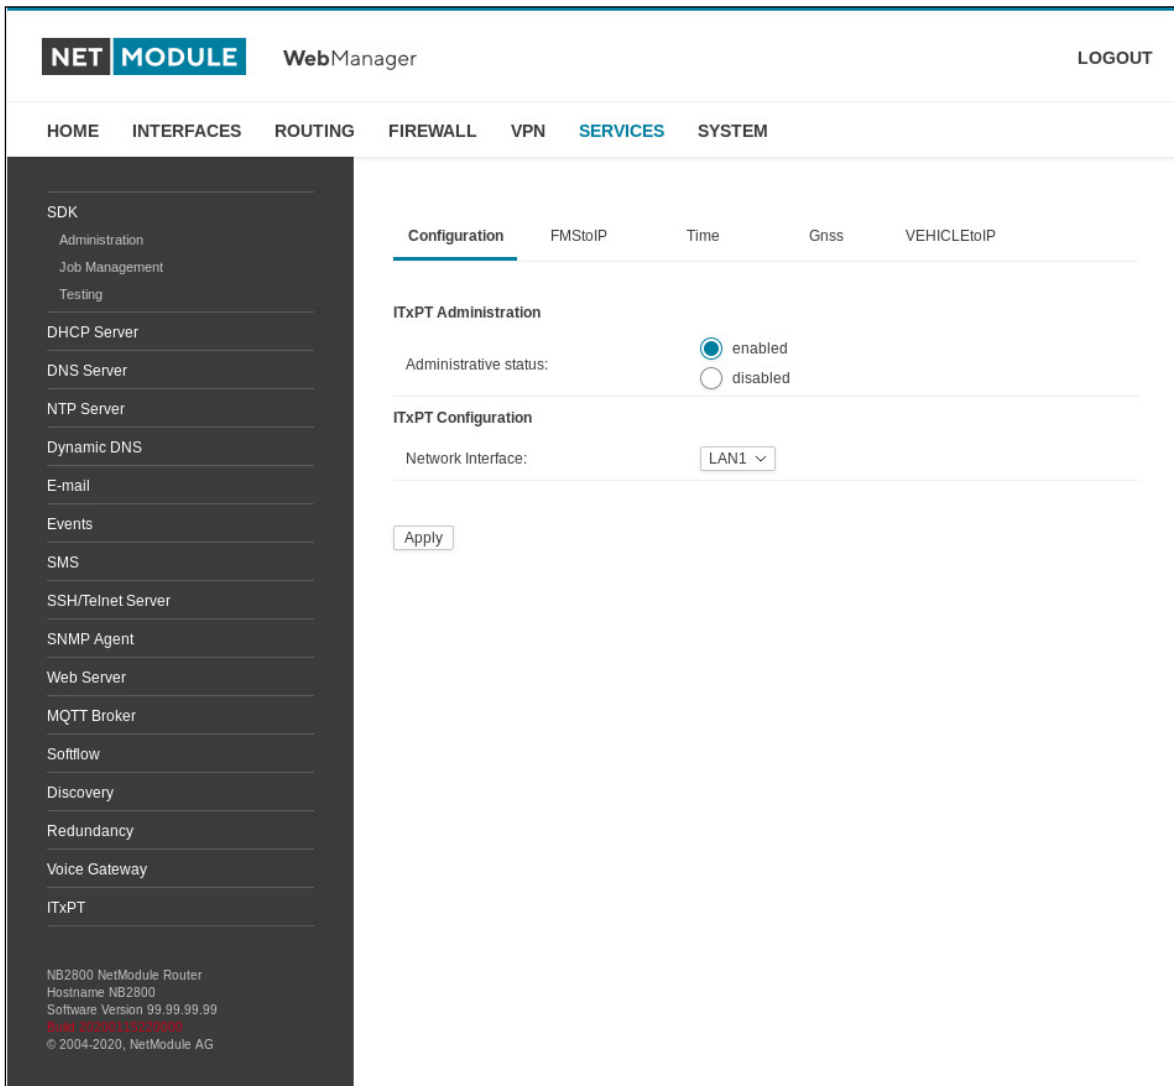 NET MODULE WebManager LOGOUT
HOME INTERFACES ROUTING FIREWALL VPN SERVICES SYSTEM
SDK
Administration
Job Management
Testing
DHCP Server
DNS Server
NTP Server
Dynamic DNS
E-mail
Events
SMS
SSH/Telnet Server
SNMP Agent
Web Server
MQTT Broker
Softflow
Discovery
Redundancy
Voice Gateway
ITxPT
NB2800 NetModule Router
Hostname NB2800
Software Version 99.99.99.99
Build
© 2004-2020, NetModule AG
Configuration FMStoIP Time Gnss VEHICLEtoIP
ITxPT Administration
Administrative status:
enabled
disabled
ITxPT Configuration
Network Interface: LAN1
Apply